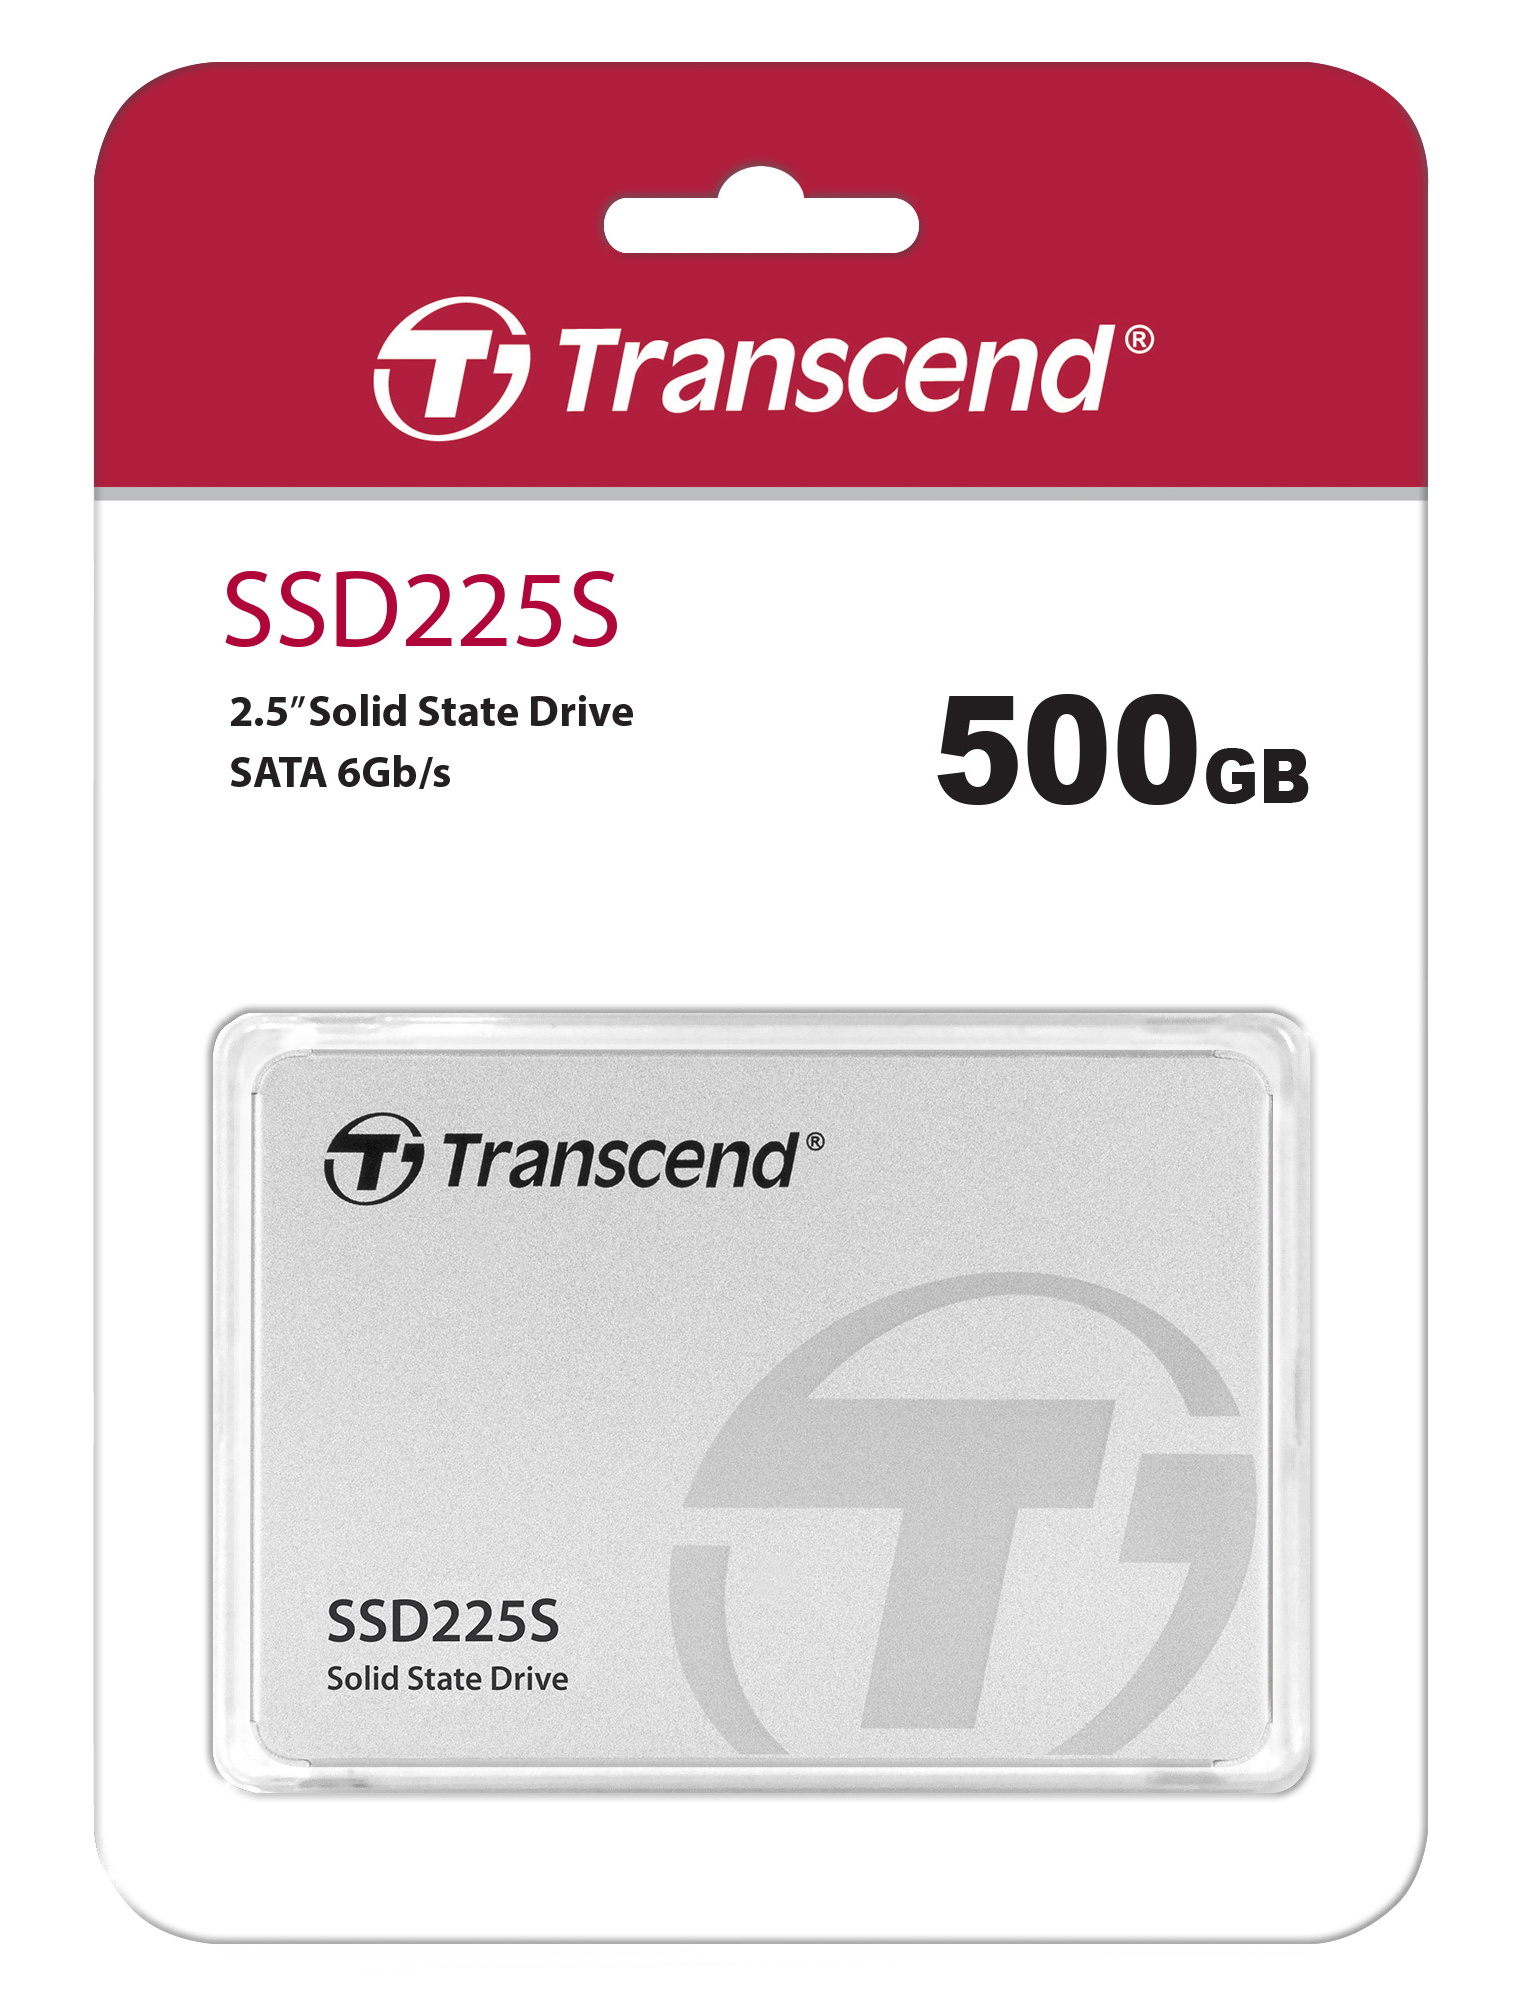 Transcend®
SSD225S
2.5″ Solid State Drive
SATA 6Gb/s
500GB
Transcend®
SSD225S
Solid State Drive